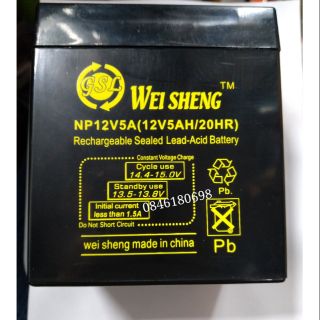 GSL WEI SHENG™
NP12V5A(12V5AH/20HR)
Rechargeable Sealed Lead-Acid Battery
Constant Voltage Charge
Cycle use
14.4-15.0V
Standby use
13.5-13.8V
Initial current
less than 1.5A
Do Not Short Circuit
0846180698
Pb.
wei sheng made in china
Pb